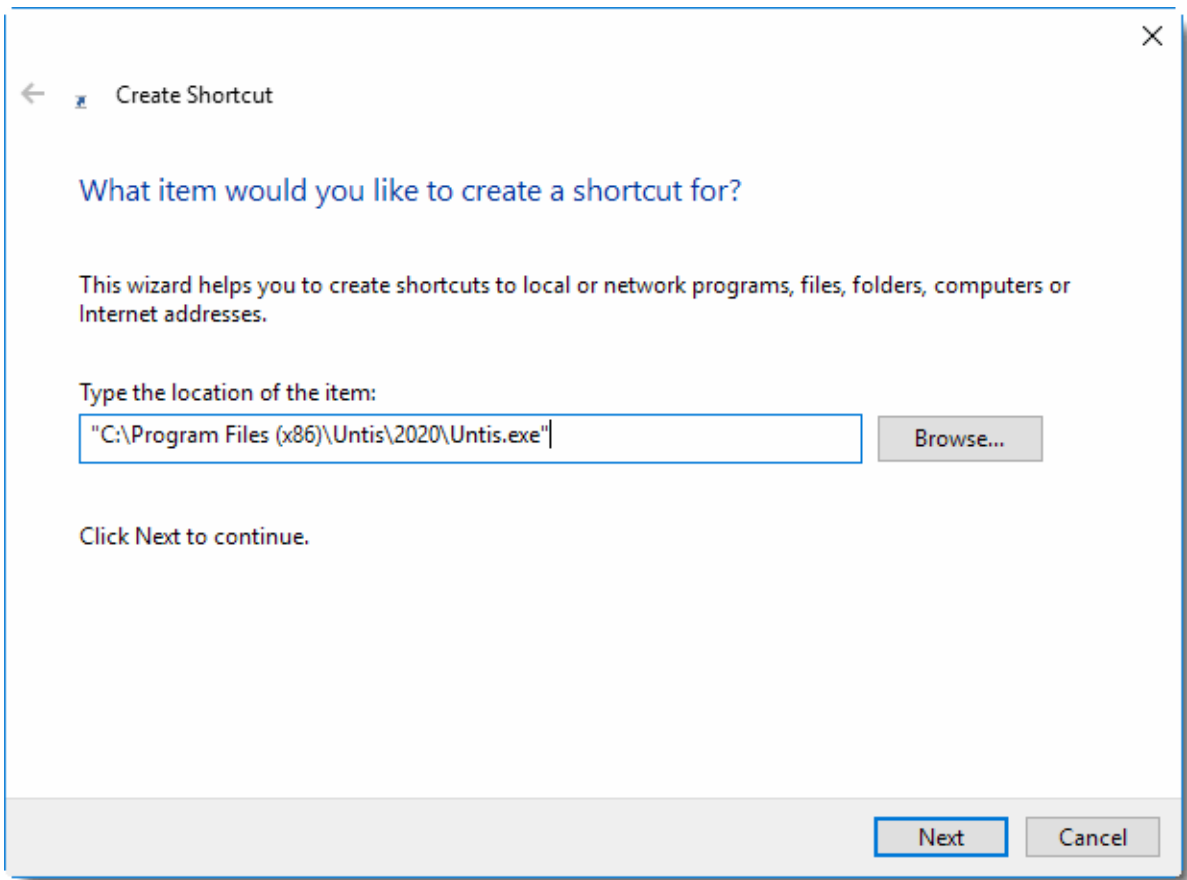 Create Shortcut
What item would you like to create a shortcut for?
This wizard helps you to create shortcuts to local or network programs, files, folders, computers or
Internet addresses.
Type the location of the item:
"C:\Program Files (x86)\Untis\2020\Untis.exe"
Browse...
Click Next to continue.
Next
Cancel